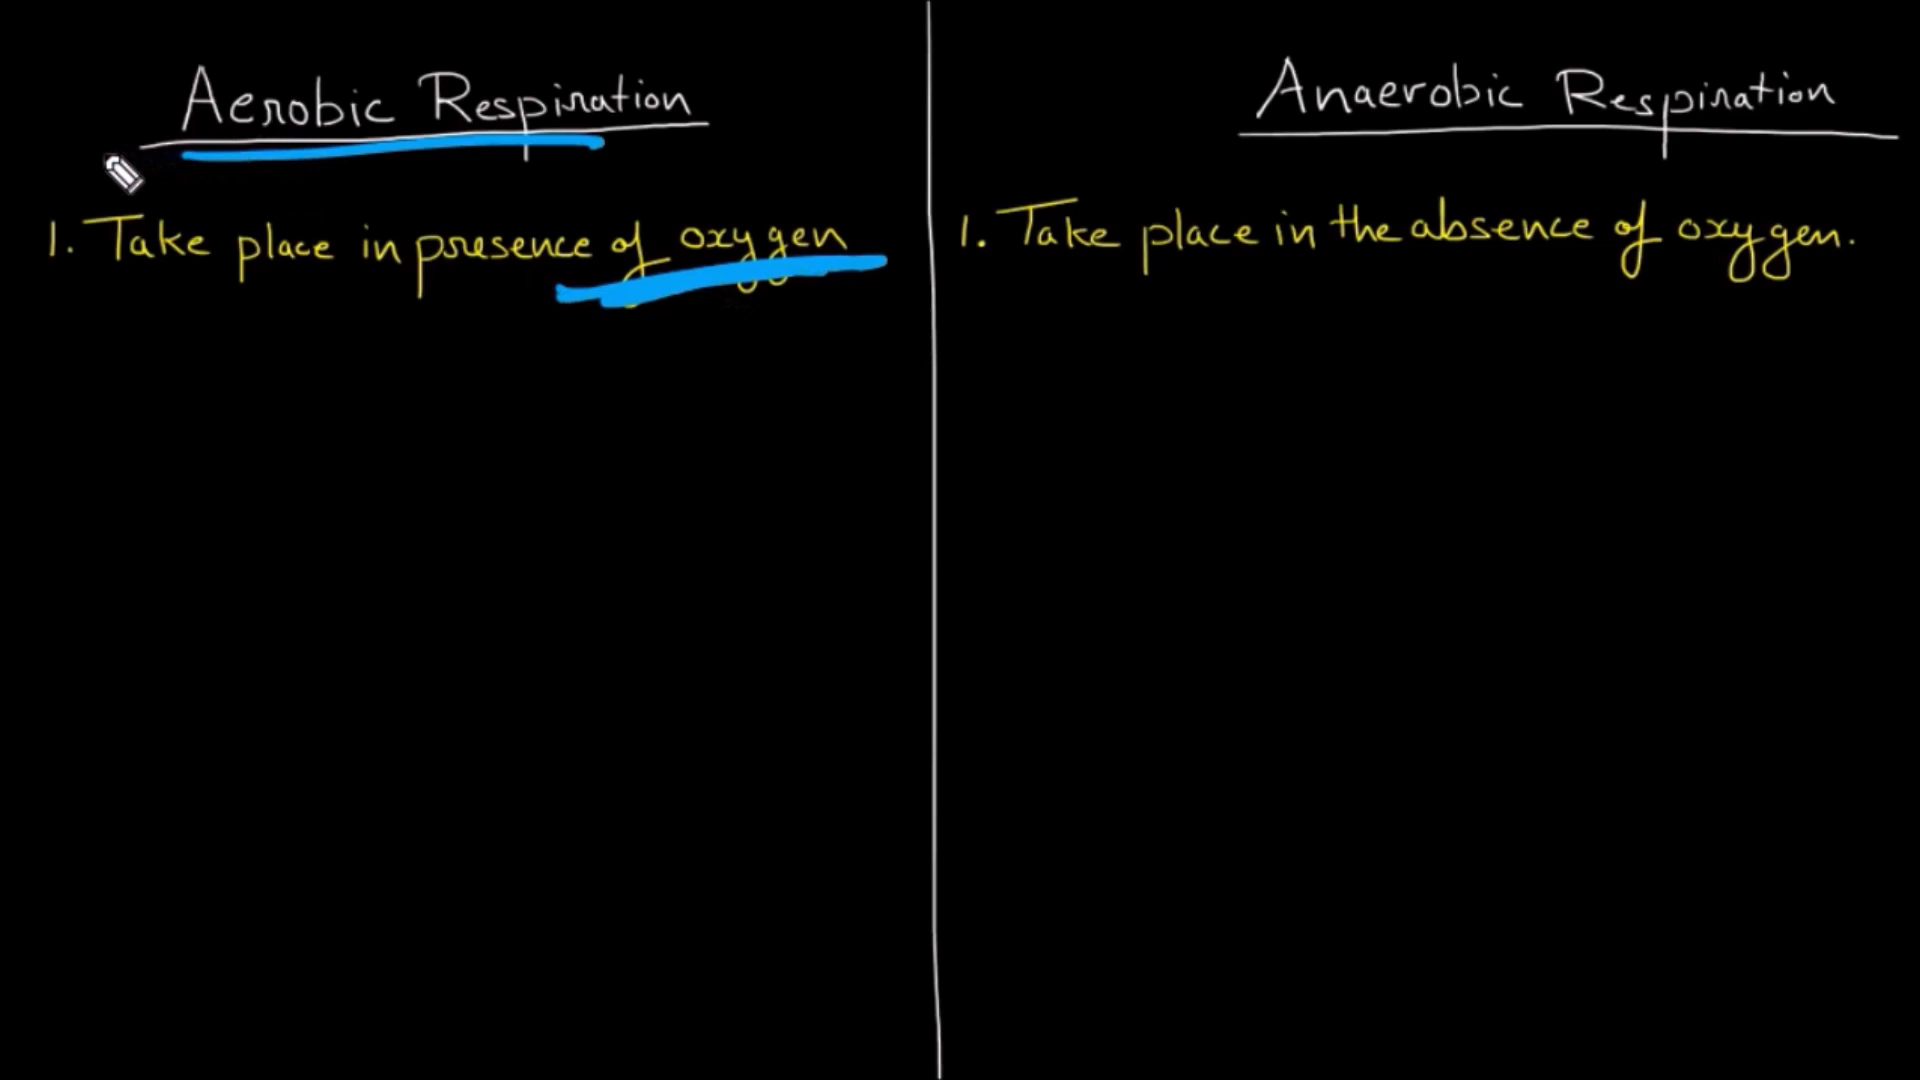 Aerobic Respiration
1. Take place in presence of oxygen
Anaerobic Respiration
1. Take place in the absence of oxygen.